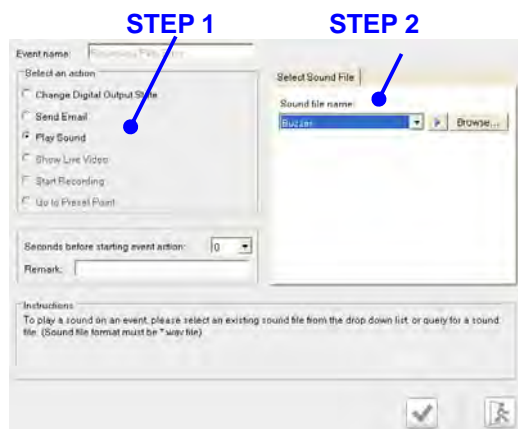 STEP 1
STEP 2
Event name:
Select an action
Change Digital Output State
Send Email
Play Sound
Show Live Video
Start Recording
Go to Preset Point
Seconds before starting event action: 0
Remark:
Select Sound File
Sound file name:
Buzzer
Browse...
Instructions
To play a sound on an event, please select an existing sound file from the drop down list, or query for a sound
file. (Sound file format must be *.wav file)